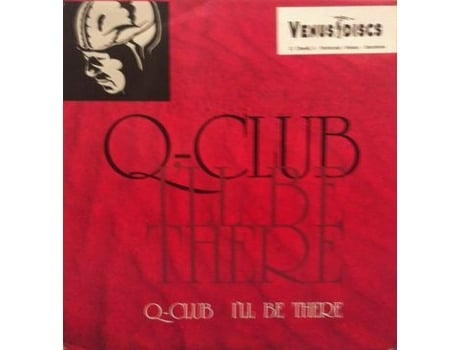 VENUS DISCS
Q-CLUB
I'LL BE
THERE
Q-CLUB I'LL BE THERE